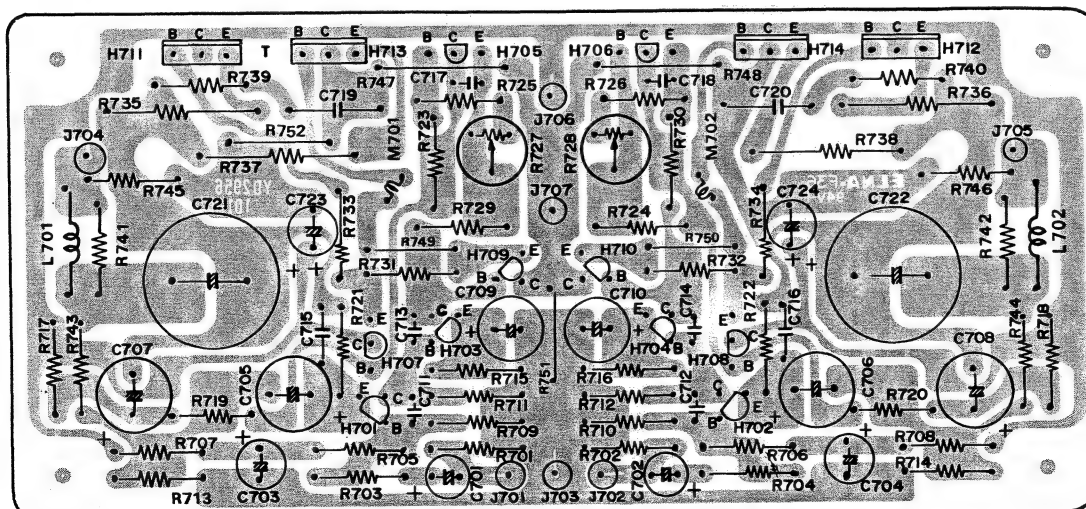 B C E
B C E
B C E
B C E
B C E
B C E
H711
T
H713
H705
H706
H714
H712
R739
R747
C717
R725
R726
C718
R748
R740
R735
C719
J706
C720
R736
J704
R752
M701
R723
R727
R728
R730
M702
R738
J705
R737
R745
J707
R746
C721
C723
R733
R729
R724
R734
C724
C722
L701
R741
R749
H709
E
E
H710
R750
R742
L702
R731
B
C
C
B
R732
C709
C710
R717
R743
C715
R721
E
C713
C
E
E
C
C714
E
R722
C716
R744
R718
C707
C705
C
H707
B
H703
B
R751
H704
B
C
H708
B
C706
C708
R719
E
C
C711
R715
R716
C712
C
E
R720
R711
R712
H701
B
B
H702
R709
R710
R707
R705
R701
R702
R706
R708
R713
C703
R703
C701
J701
J703
J702
C702
R704
C704
R714